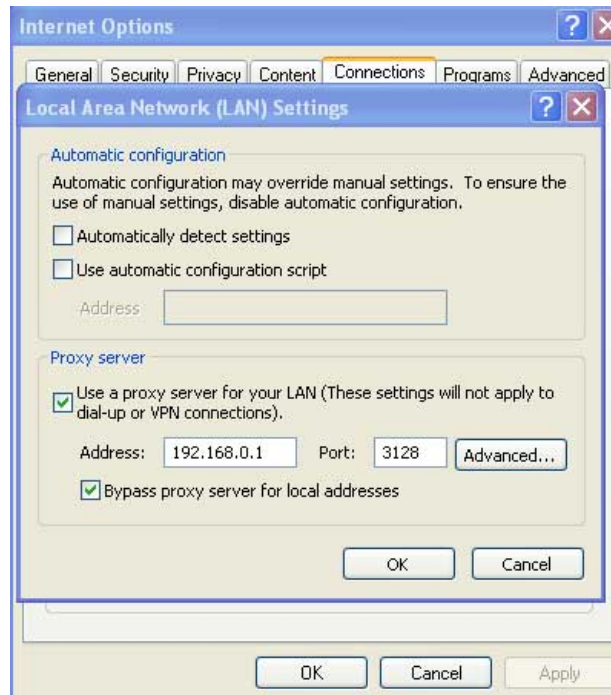 Internet Options
General Security Privacy Content Connections Programs Advanced
Local Area Network (LAN) Settings
Automatic configuration
Automatic configuration may override manual settings. To ensure the
use of manual settings, disable automatic configuration.
Automatically detect settings
Use automatic configuration script
Address
Proxy server
Use a proxy server for your LAN (These settings will not apply to
dial-up or VPN connections).
Address: 192.168.0.1 Port: 3128 Advanced...
Bypass proxy server for local addresses
OK Cancel
OK Cancel Apply